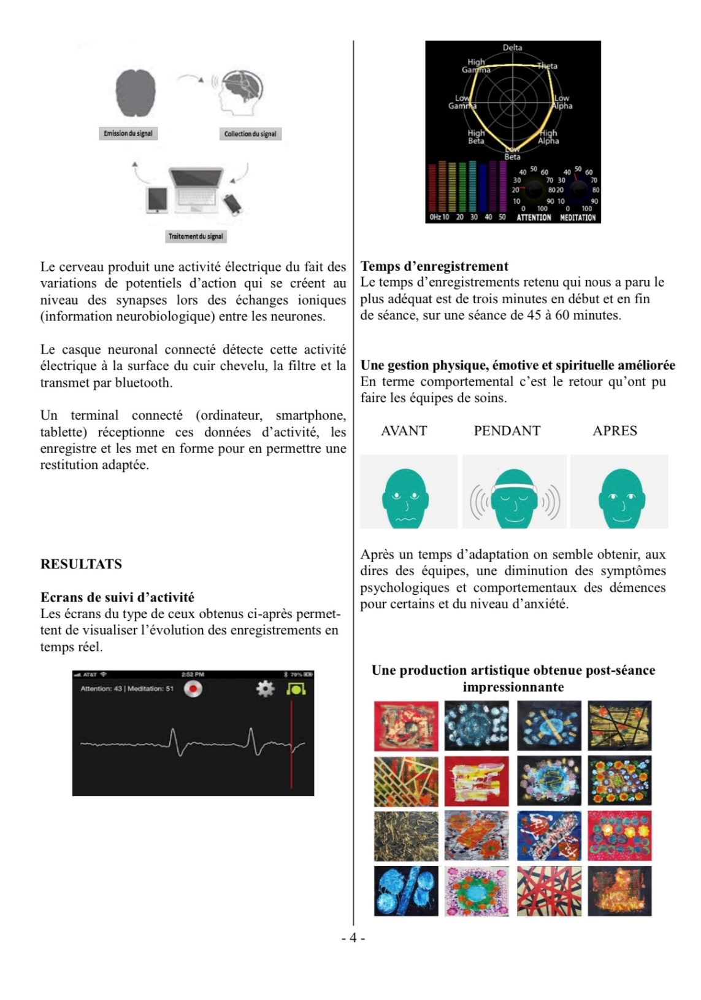 Emission du signal
Collection du signal
Traitement du signal
Le cerveau produit une activité électrique du fait des
variations de potentiels d’action qui se créent au
niveau des synapses lors des échanges ioniques
(information neurobiologique) entre les neurones.
Le casque neuronal connecté détecte cette activité
électrique à la surface du cuir chevelu, la filtre et la
transmet par bluetooth.
Un terminal connecté (ordinateur, smartphone,
tablette) réceptionne ces données d’activité, les
enregistre et les met en forme pour en permettre une
restitution adaptée.
RESULTATS
Ecrans de suivi d’activité
Les écrans du type de ceux obtenus ci-après permet-
tent de visualiser l’évolution des enregistrements en
temps réel.
AT&T 2:52 PM 79%
Attention: 43 | Meditation: 51
Delta
High
Gamma
Theta
Low
Gamma
Low
Alpha
High
Beta
High
Alpha
Low
Beta
40 50 60 40 50 60
30 70 30 70
20 80 20 80
10 90 10 90
0 100 0 100
0Hz 10 20 30 40 50 ATTENTION MEDITATION
Temps d’enregistrement
Le temps d’enregistrements retenu qui nous a paru le
plus adéquat est de trois minutes en début et en fin
de séance, sur une séance de 45 à 60 minutes.
Une gestion physique, émotive et spirituelle améliorée
En terme comportemental c’est le retour qu’ont pu
faire les équipes de soins.
AVANT PENDANT APRES
Après un temps d’adaptation on semble obtenir, aux
dires des équipes, une diminution des symptômes
psychologiques et comportementaux des démences
pour certains et du niveau d’anxiété.
Une production artistique obtenue post-séance
impressionnante
- 4 -